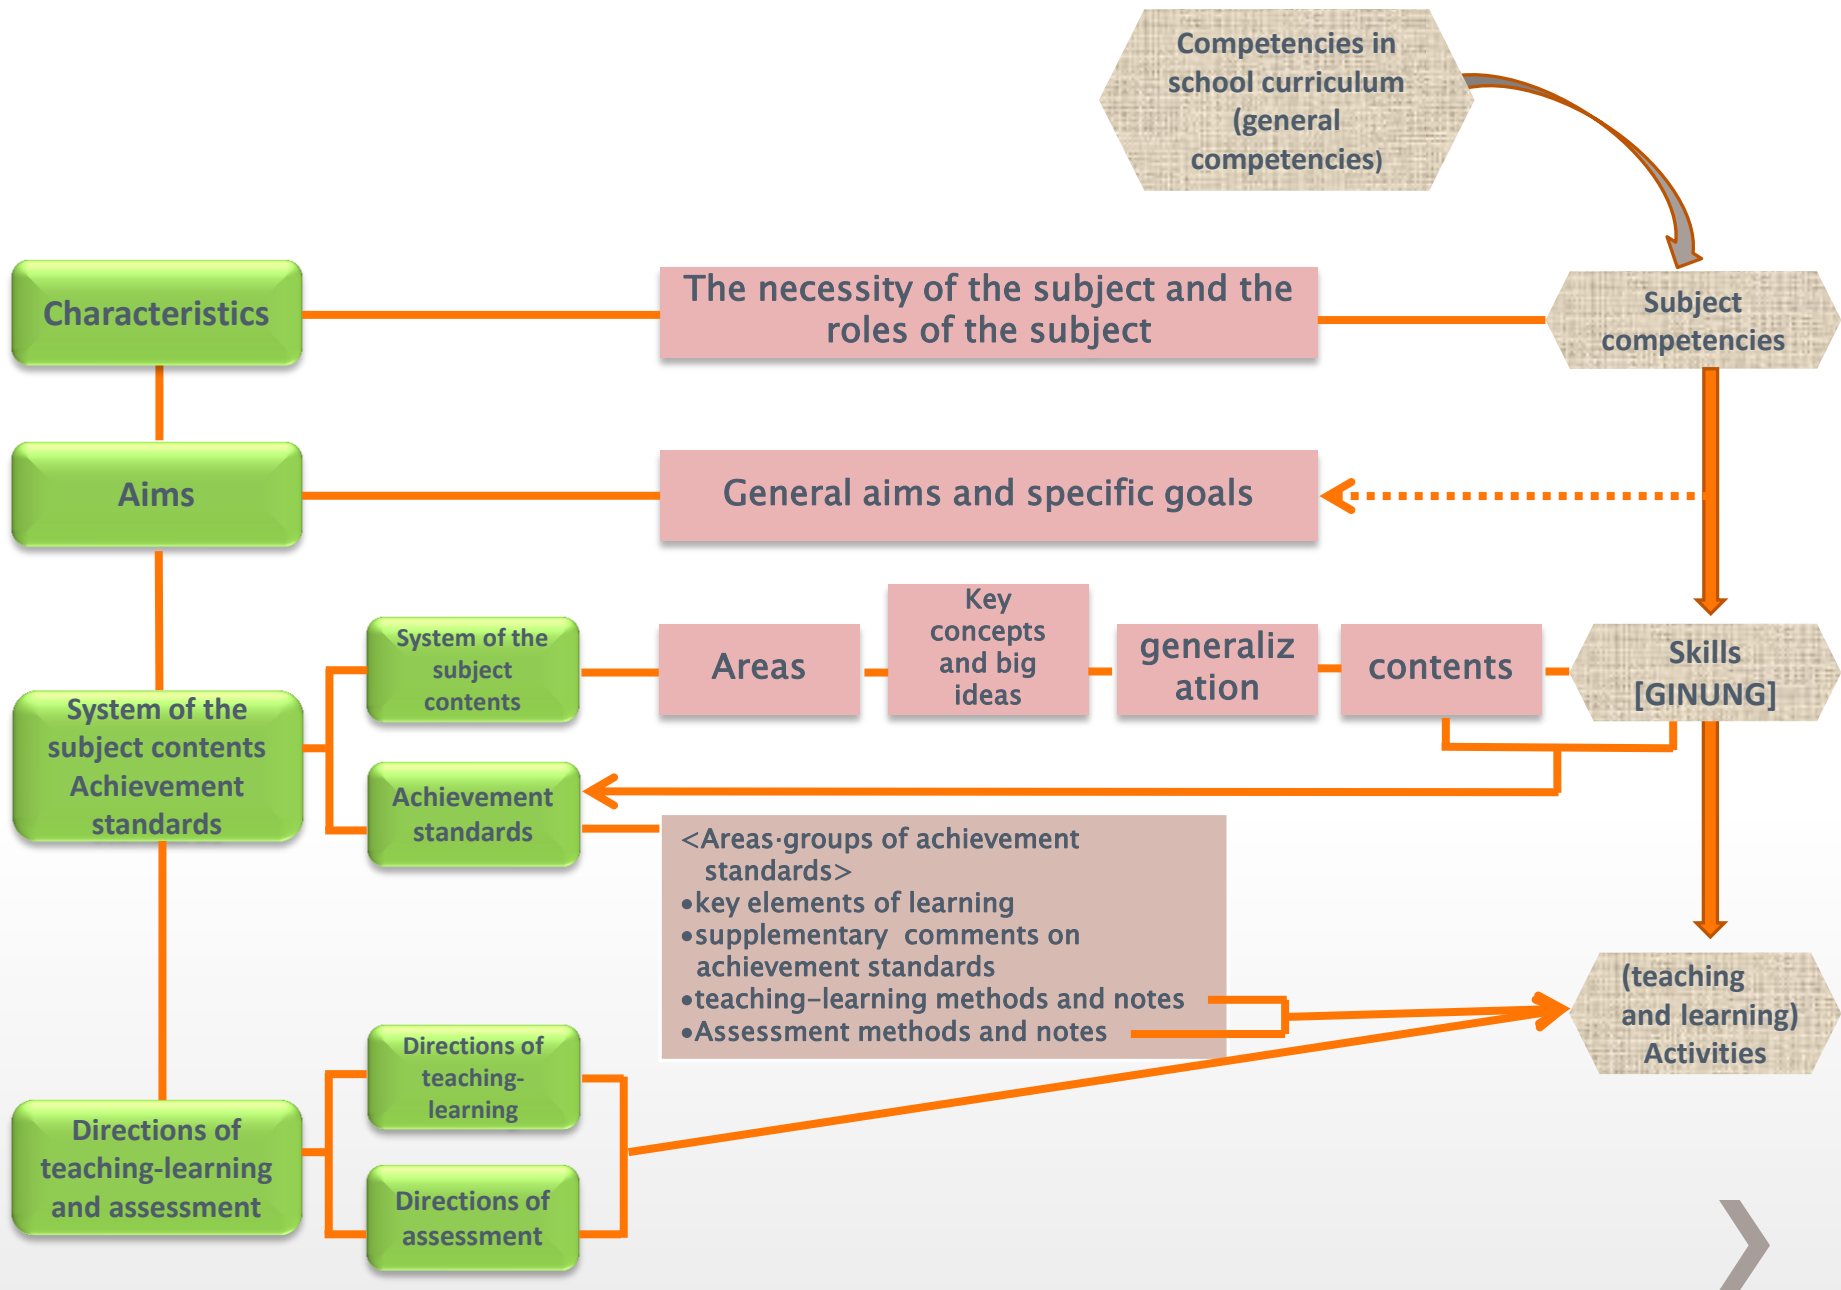 Competencies in
school curriculum
(general
competencies)
Characteristics
The necessity of the subject and the
roles of the subject
Subject
competencies
Aims
General aims and specific goals
System of the
subject contents
Achievement
standards
System of the
subject
contents
Areas
Key
concepts
and big
ideas
generaliz
ation
contents
Skills
[GINUNG]
Achievement
standards
<Areas·groups of achievement
standards>
•key elements of learning
•supplementary comments on
achievement standards
•teaching-learning methods and notes
•Assessment methods and notes
(teaching
and learning)
Activities
Directions of
teaching-learning
and assessment
Directions of
teaching-
learning
Directions of
assessment